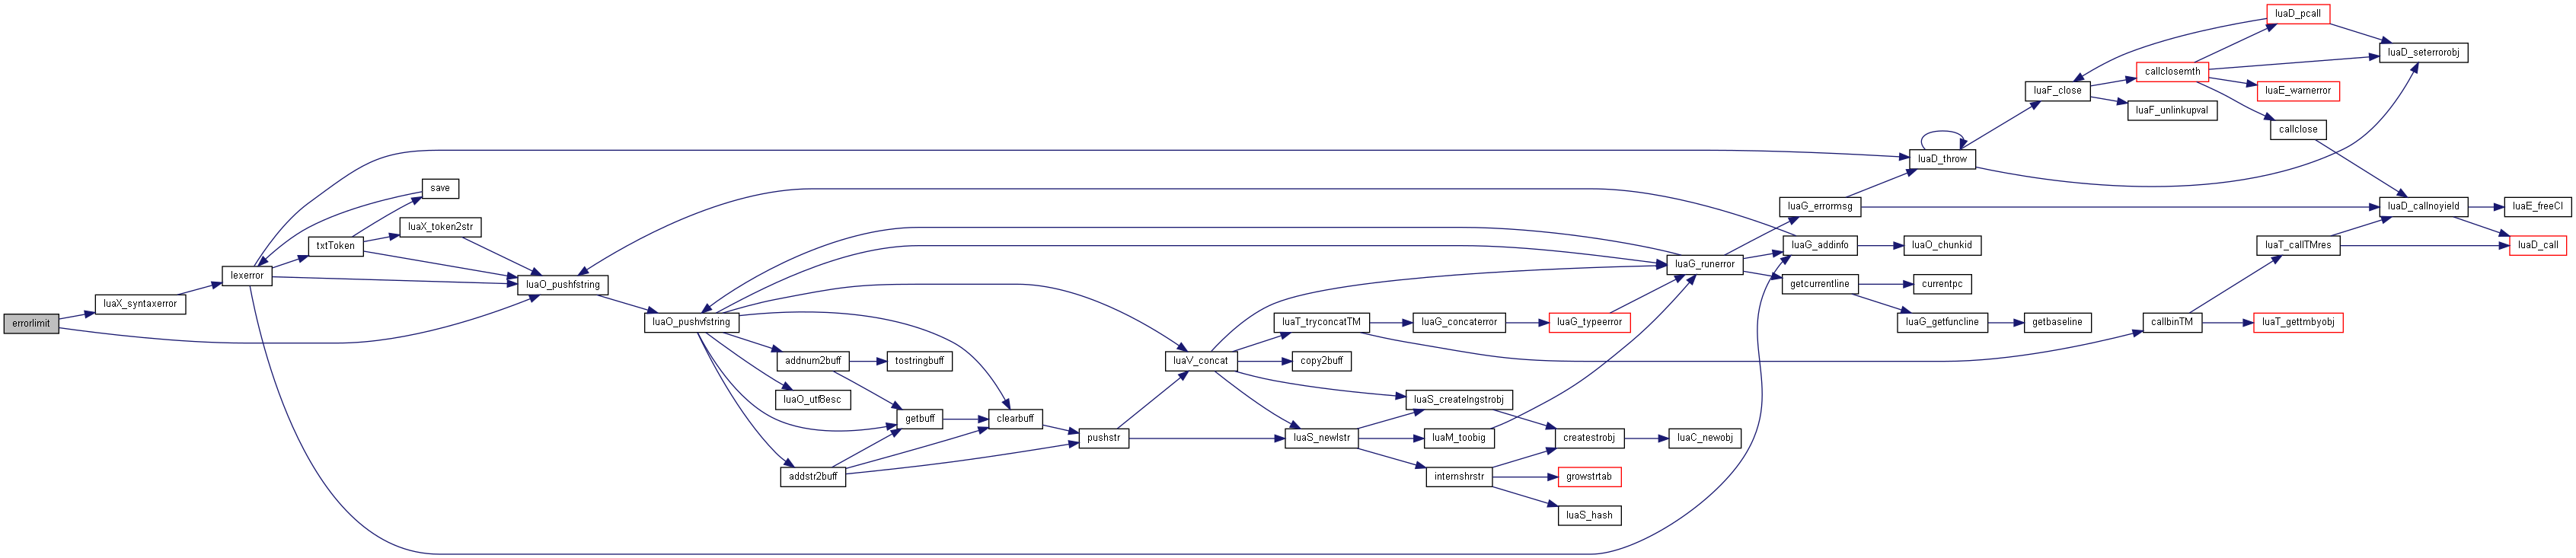 errorlimit
luaX_syntaxerror
lexerror
txtToken
save
luaX_token2str
luaO_pushfstring
luaO_pushvfstring
addnum2buff
tostringbuff
luaO_utf8esc
getbuff
addstr2buff
clearbuff
pushstr
luaV_concat
luaT_tryconcatTM
luaG_concaterror
luaG_typeerror
copy2buff
luaS_createlngstrobj
luaS_newlstr
luaM_toobig
internshrstr
createstrobj
luaC_newobj
growstrtab
luaS_hash
luaG_runerror
luaG_errormsg
luaG_addinfo
luaO_chunkid
getcurrentline
currentpc
luaG_getfuncline
getbaseline
luaD_throw
luaF_close
luaF_unlinkupval
callclosemth
luaD_pcall
luaD_seterrorobj
luaE_warnerror
callclose
luaD_callnoyield
luaE_freeCI
luaD_call
luaT_callTMres
callbinTM
luaT_gettmbyobj